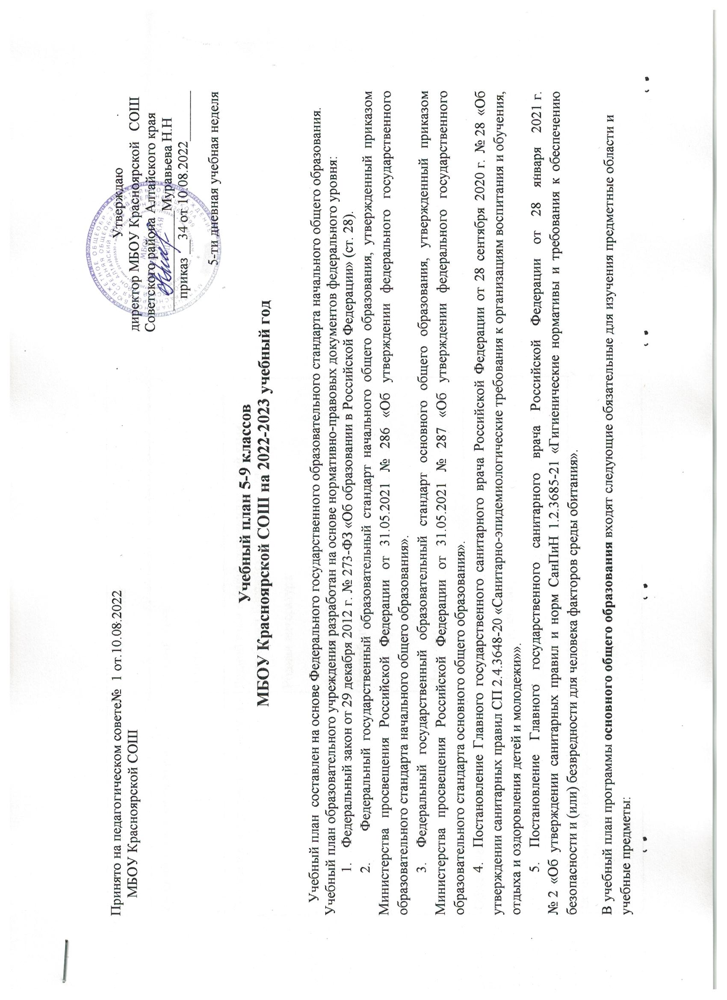 Принято на педагогическом совете№ 1 от.10.08.2022
МБОУ Красноярской СОШ
Утверждаю
директор МБОУ Красноярской СОШ
Советского района Алтайского края
Муравьева Н.Н
приказ __34 от 10.08.2022________
5-ти дневная учебная неделя
Учебный план 5-9 классов
МБОУ Красноярской СОШ на 2022-2023 учебный год
Учебный план составлен на основе Федерального государственного образовательного стандарта начального общего образования.
Учебный план образовательного учреждения разработан на основе нормативно-правовых документов федерального уровня:
1. Федеральный закон от 29 декабря 2012 г. № 273-ФЗ «Об образовании в Российской Федерации» (ст. 28).
2. Федеральный государственный образовательный стандарт начального общего образования, утвержденный приказом
Министерства просвещения Российской Федерации от 31.05.2021 № 286 «Об утверждении федерального государственного
образовательного стандарта начального общего образования».
3. Федеральный государственный образовательный стандарт основного общего образования, утвержденный приказом
Министерства просвещения Российской Федерации от 31.05.2021 № 287 «Об утверждении федерального государственного
образовательного стандарта основного общего образования».
4. Постановление Главного государственного санитарного врача Российской Федерации от 28 сентября 2020 г. № 28 «Об
утверждении санитарных правил СП 2.4.3648-20 «Санитарно-эпидемиологические требования к организациям воспитания и обучения,
отдыха и оздоровления детей и молодежи»».
5. Постановление Главного государственного санитарного врача Российской Федерации от 28 января 2021 г.
№ 2 «Об утверждении санитарных правил и норм СанПиН 1.2.3685-21 «Гигиенические нормативы и требования к обеспечению
безопасности и (или) безвредности для человека факторов среды обитания».
В учебный план программы основного общего образования входят следующие обязательные для изучения предметные области и
учебные предметы: